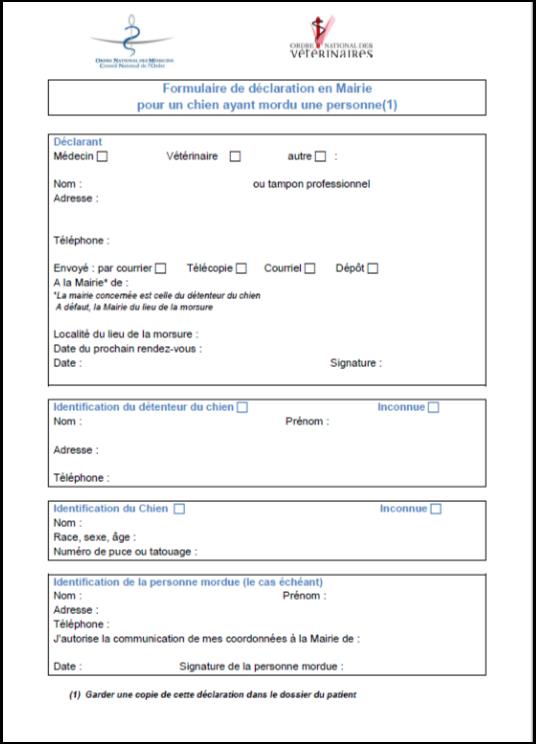 ORDRE NATIONAL DES MÉDECINS
Conseil National de l'Ordre
ORDRE NATIONAL DES
VÉTÉRINAIRES
Formulaire de déclaration en Mairie
pour un chien ayant mordu une personne(1)
Déclarant
Médecin Vétérinaire autre :
Nom : ou tampon professionnel
Adresse :
Téléphone :
Envoyé : par courrier Télécopie Courriel Dépôt
A la Mairie* de :
*La mairie concernée est celle du détenteur du chien
A défaut, la Mairie du lieu de la morsure
Localité du lieu de la morsure :
Date du prochain rendez-vous :
Date : Signature :
Identification du détenteur du chien Inconnue
Nom : Prénom :
Adresse :
Téléphone :
Identification du Chien Inconnue
Nom :
Race, sexe, âge :
Numéro de puce ou tatouage :
Identification de la personne mordue (le cas échéant)
Nom : Prénom :
Adresse :
Téléphone :
J'autorise la communication de mes coordonnées à la Mairie de :
Date : Signature de la personne mordue :
(1) Garder une copie de cette déclaration dans le dossier du patient